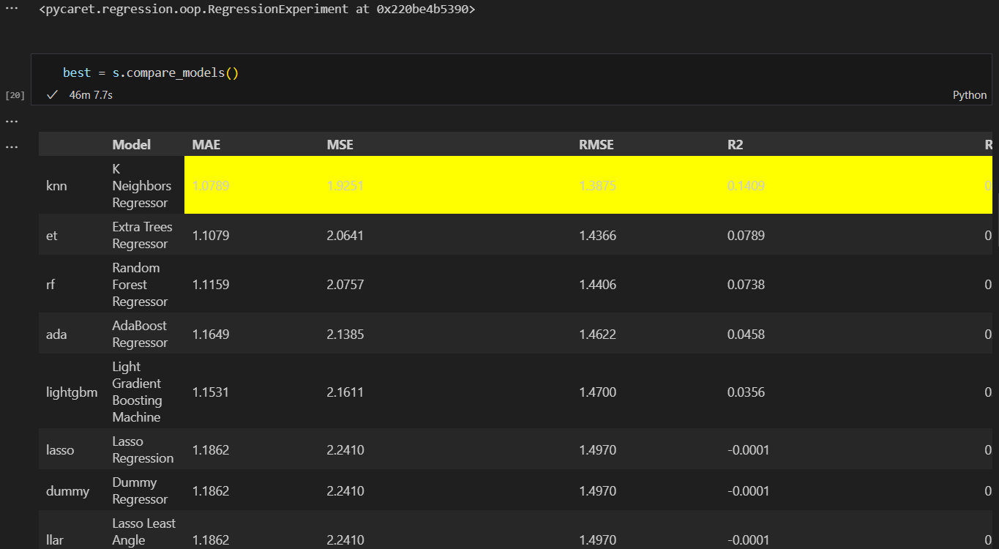 <pycaret.regression.oop.RegressionExperiment at 0x220be4b5390>
best = s.compare_models()
[20]
46m 7.7s
Python
Model MAE MSE RMSE R2 R
knn K Neighbors Regressor 1.0789 1.9251 1.3875 0.1409 0
et Extra Trees Regressor 1.1079 2.0641 1.4366 0.0789 0
rf Random Forest Regressor 1.1159 2.0757 1.4406 0.0738 0
ada AdaBoost Regressor 1.1649 2.1385 1.4622 0.0458 0
lightgbm Light Gradient Boosting Machine 1.1531 2.1611 1.4700 0.0356 0
lasso Lasso Regression 1.1862 2.2410 1.4970 -0.0001 0
dummy Dummy Regressor 1.1862 2.2410 1.4970 -0.0001 0
llar Lasso Least Angle 1.1862 2.2410 1.4970 -0.0001 0